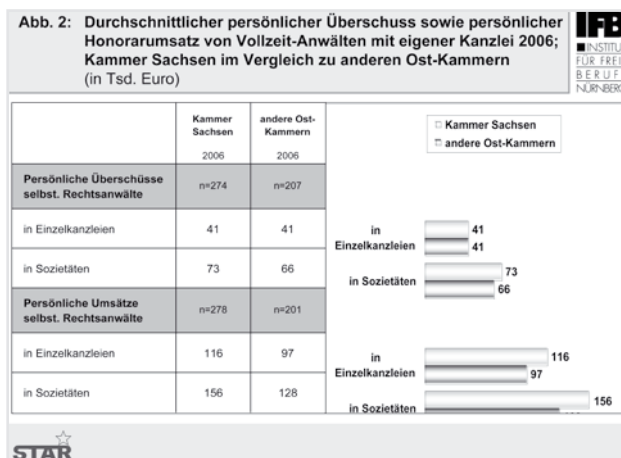 Abb. 2: Durchschnittlicher persönlicher Überschuss sowie persönlicher
Honorarumsatz von Vollzeit-Anwälten mit eigener Kanzlei 2006;
Kammer Sachsen im Vergleich zu anderen Ost-Kammern
(in Tsd. Euro)
IFB
INSTITU
FÜR FREI
BERUF
NÜRNBERG
Kammer Sachsen andere Ost-Kammern
2006 2006
Persönliche Überschüsse selbst. Rechtsanwälte n=274 n=207
in Einzelkanzleien 41 41
in Sozietäten 73 66
Persönliche Umsätze selbst. Rechtsanwälte n=278 n=201
in Einzelkanzleien 116 97
in Sozietäten 156 128
Kammer Sachsen
andere Ost-Kammern
in Einzelkanzleien
41
41
in Sozietäten
73
66
in Einzelkanzleien
116
97
in Sozietäten
156
STAR